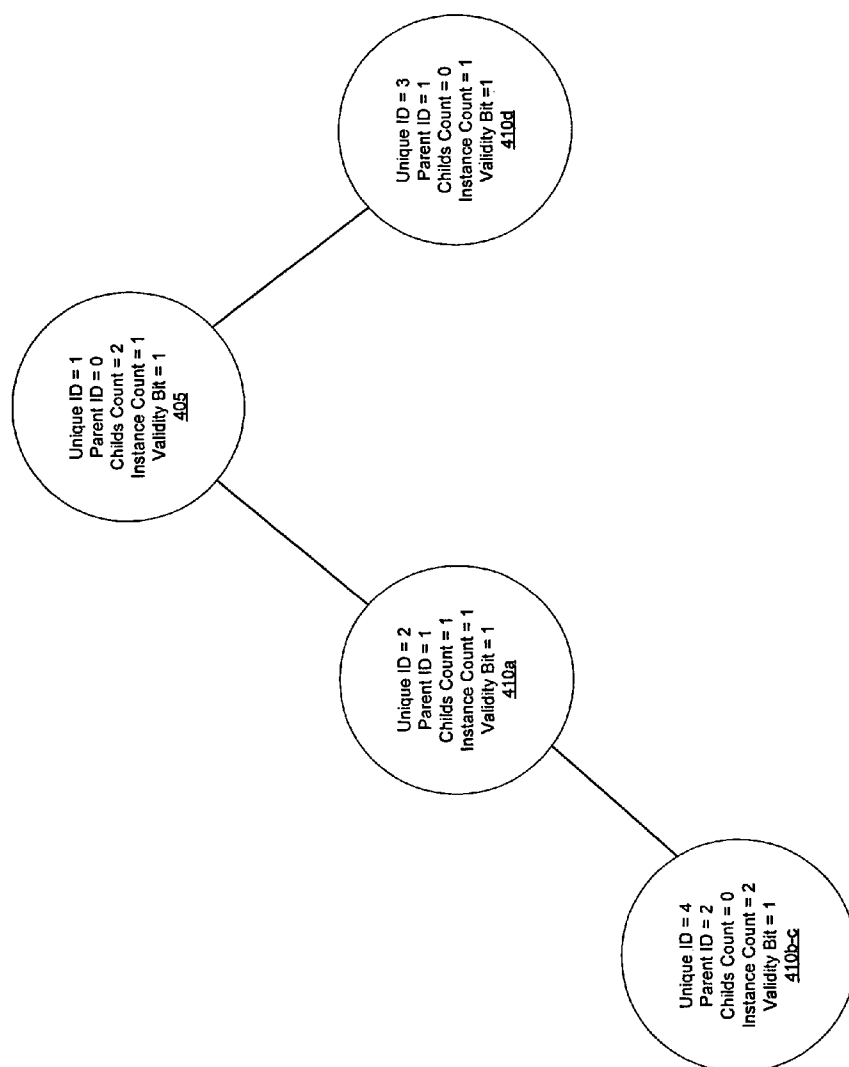 Unique ID = 1
Parent ID = 0
Childs Count = 2
Instance Count = 1
Validity Bit = 1
405
Unique ID = 2
Parent ID = 1
Childs Count = 1
Instance Count = 1
Validity Bit = 1
410a
Unique ID = 3
Parent ID = 1
Childs Count = 0
Instance Count = 1
Validity Bit =1
410d
Unique ID = 4
Parent ID = 2
Childs Count = 0
Instance Count = 2
Validity Bit = 1
410b-c